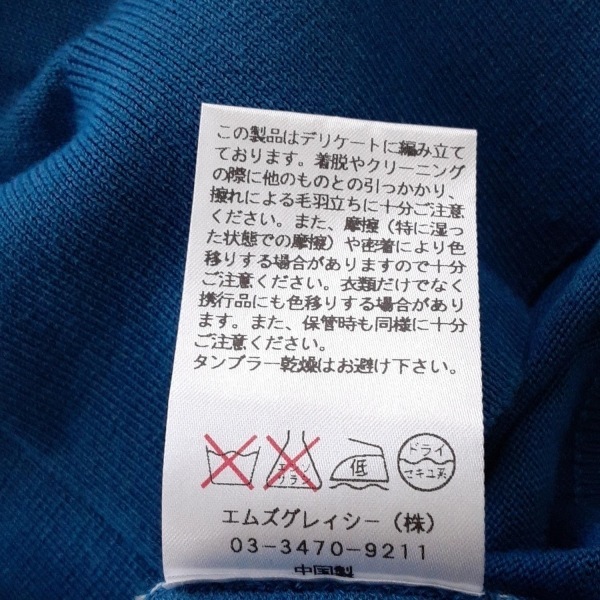 この製品はデリケートに編み立て
ております。着脱やクリーニング
の際に他のものとの引っかかり、
擦れによる毛羽立ちに十分ご注意
ください。また、摩擦（特に湿っ
た状態での摩擦）や密着により色
移りする場合がありますので十分
ご注意ください。衣類だけでなく
携行品にも色移りする場合があり
ます。また、保管時も同様に十分
ご注意ください。
タンブラー乾燥はお避け下さい。
エンソ
サラシ
低
ドライ
セキユ系
エムズグレイシー（株）
03-3470-9211
中国製